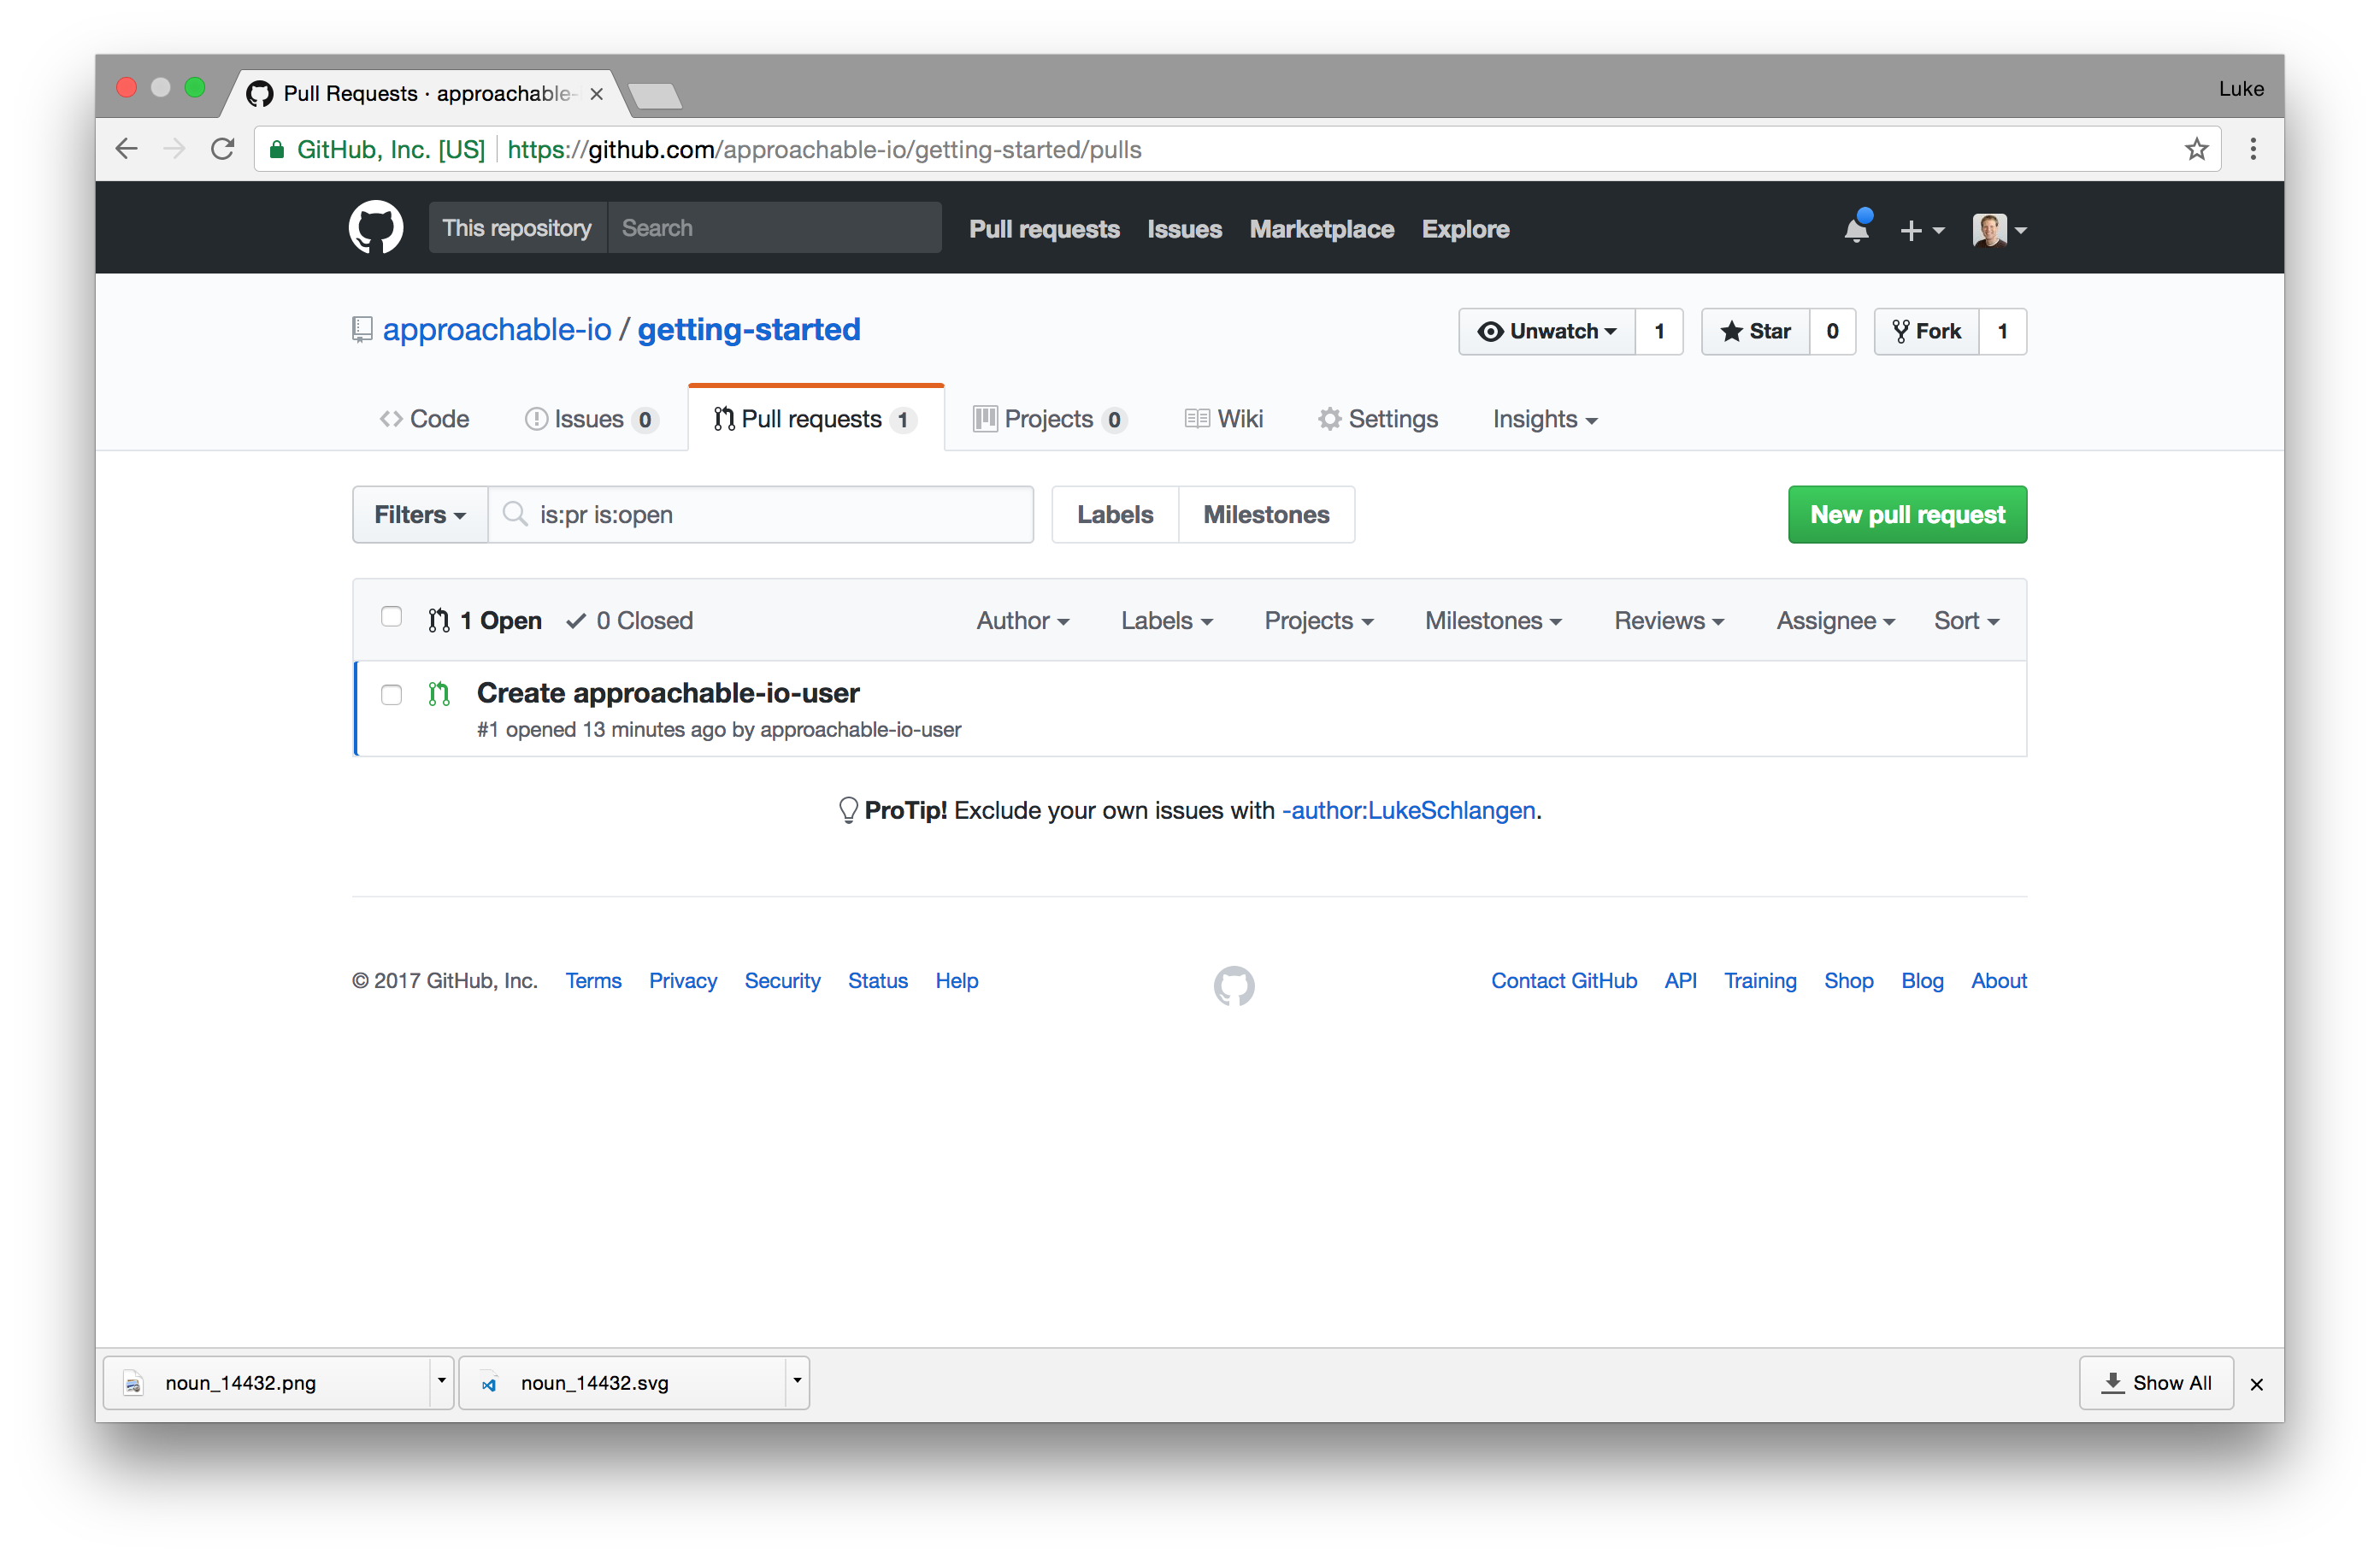 Pull Requests · approachable-
Luke
GitHub, Inc. [US] https://github.com/approachable-io/getting-started/pulls
This repository Search Pull requests Issues Marketplace Explore
approachable-io / getting-started Unwatch 1 Star 0 Fork 1
Code Issues 0 Pull requests 1 Projects 0 Wiki Settings Insights
Filters is:pr is:open Labels Milestones New pull request
1 Open 0 Closed Author Labels Projects Milestones Reviews Assignee Sort
Create approachable-io-user
#1 opened 13 minutes ago by approachable-io-user
ProTip! Exclude your own issues with -author:LukeSchlangen.
© 2017 GitHub, Inc. Terms Privacy Security Status Help Contact GitHub API Training Shop Blog About
noun_14432.png noun_14432.svg Show All